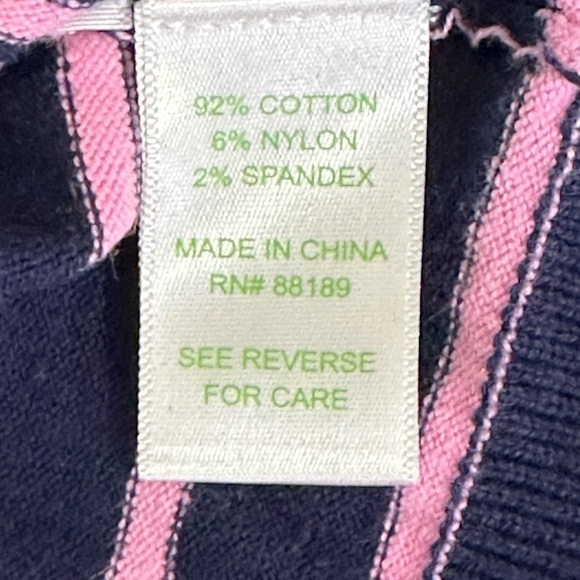 92% COTTON
6% NYLON
2% SPANDEX
MADE IN CHINA
RN# 88189
SEE REVERSE
FOR CARE